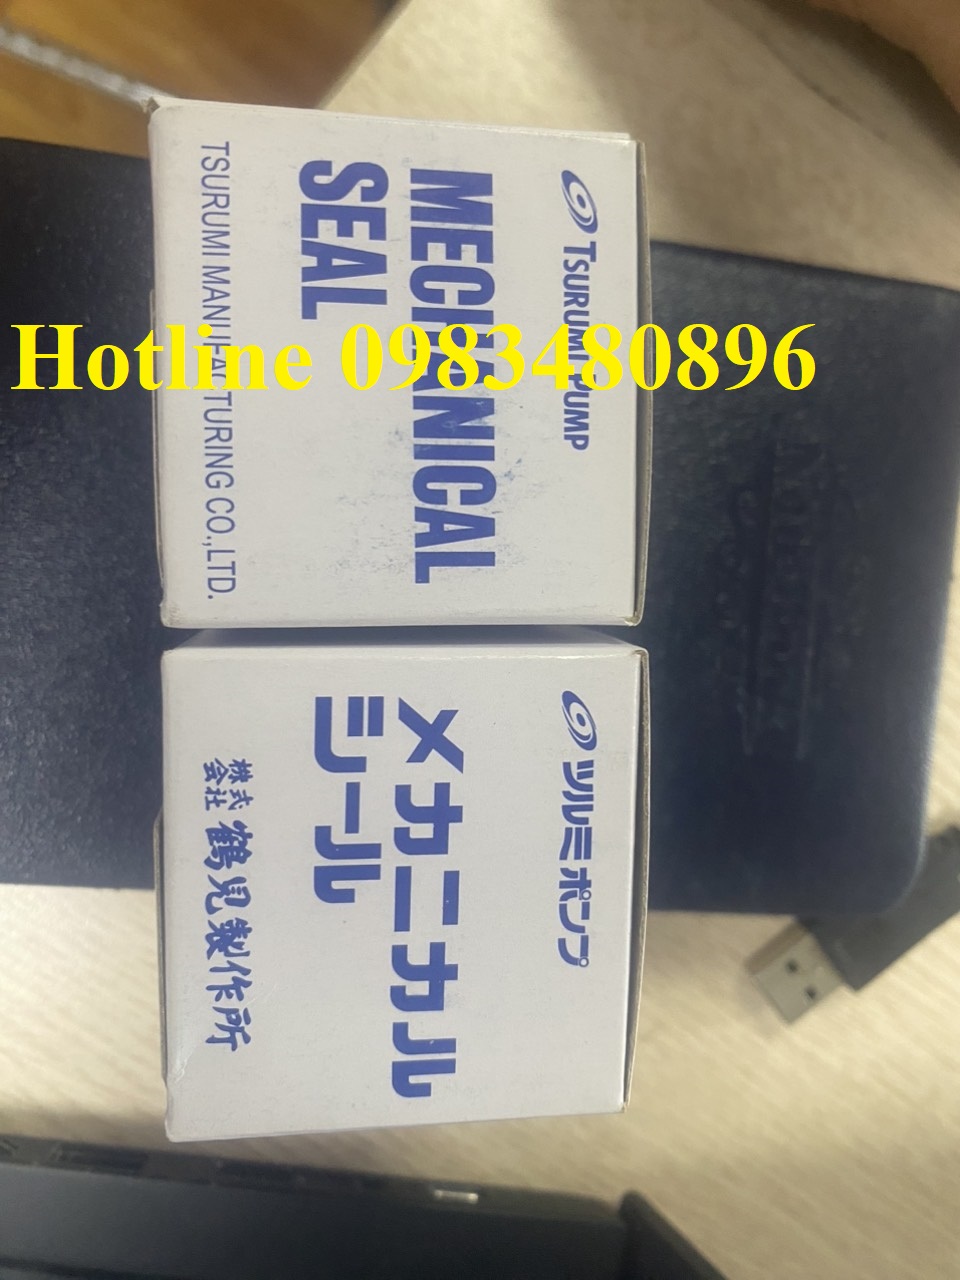 Hotline 0983480896
TSURUMI PUMP
MECHANICAL
SEAL
TSURUMI MANUFACTURING CO.,LTD.
ツルミポンプ
メカニカル
シール
株式会社 鶴見製作所